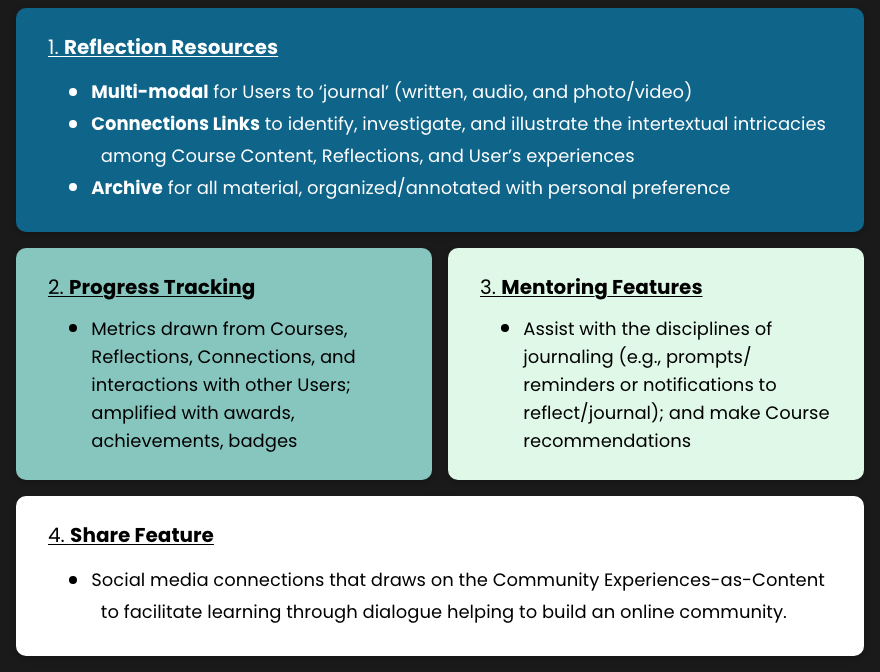 1. Reflection Resources
● Multi-modal for Users to ‘journal’ (written, audio, and photo/video)
● Connections Links to identify, investigate, and illustrate the intertextual intricacies
among Course Content, Reflections, and User’s experiences
● Archive for all material, organized/annotated with personal preference
2. Progress Tracking
● Metrics drawn from Courses,
Reflections, Connections, and
interactions with other Users;
amplified with awards,
achievements, badges
3. Mentoring Features
● Assist with the disciplines of
journaling (e.g., prompts/
reminders or notifications to
reflect/journal); and make Course
recommendations
4. Share Feature
● Social media connections that draws on the Community Experiences-as-Content
to facilitate learning through dialogue helping to build an online community.